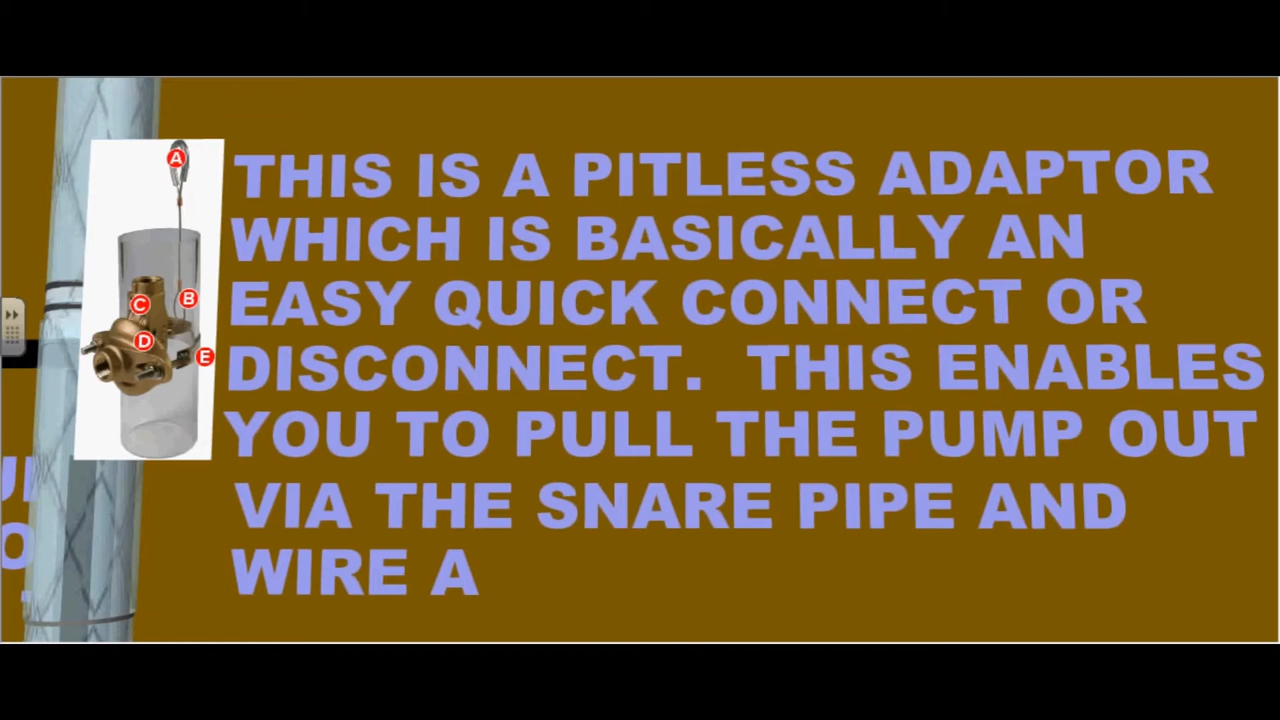 THIS IS A PITLESS ADAPTOR
WHICH IS BASICALLY AN
EASY QUICK CONNECT OR
DISCONNECT. THIS ENABLES
YOU TO PULL THE PUMP OUT
VIA THE SNARE PIPE AND
WIRE A
A
B
C
D
E